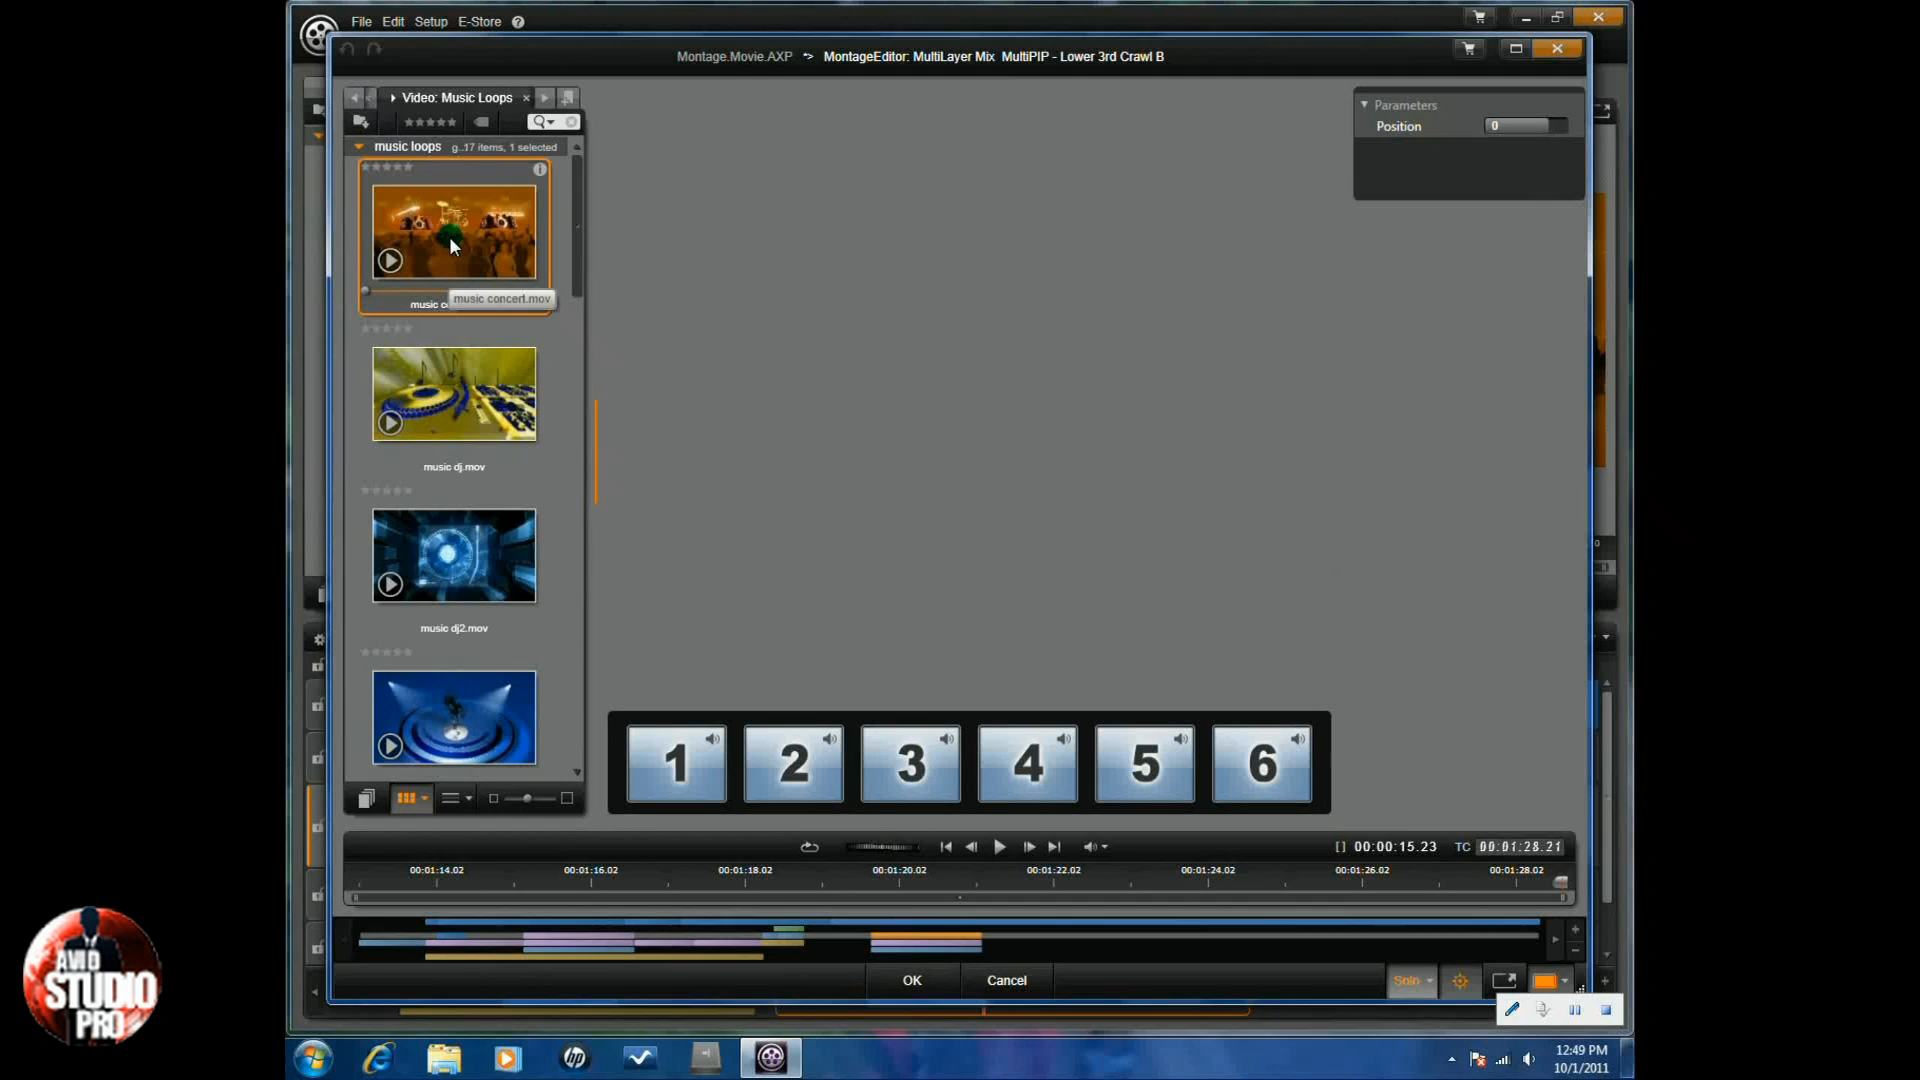 File Edit Setup E-Store ?
Montage.Movie.AXP *> MontageEditor: MultiLayer Mix MultiPIP - Lower 3rd Crawl B
Video: Music Loops ×
Parameters
Position 0
music loops g..17 items, 1 selected
music c
music concert.mov
music dj.mov
music dj2.mov
1 2 3 4 5 6
[ ] 00:00:15.23 TC 00:01:28.21
00:01:14.02 00:01:16.02 00:01:18.02 00:01:20.02 00:01:22.02 00:01:24.02 00:01:26.02 00:01:28.02
OK Cancel Solo
AVID
STUDIO
PRO
hp
12:49 PM
10/1/2011